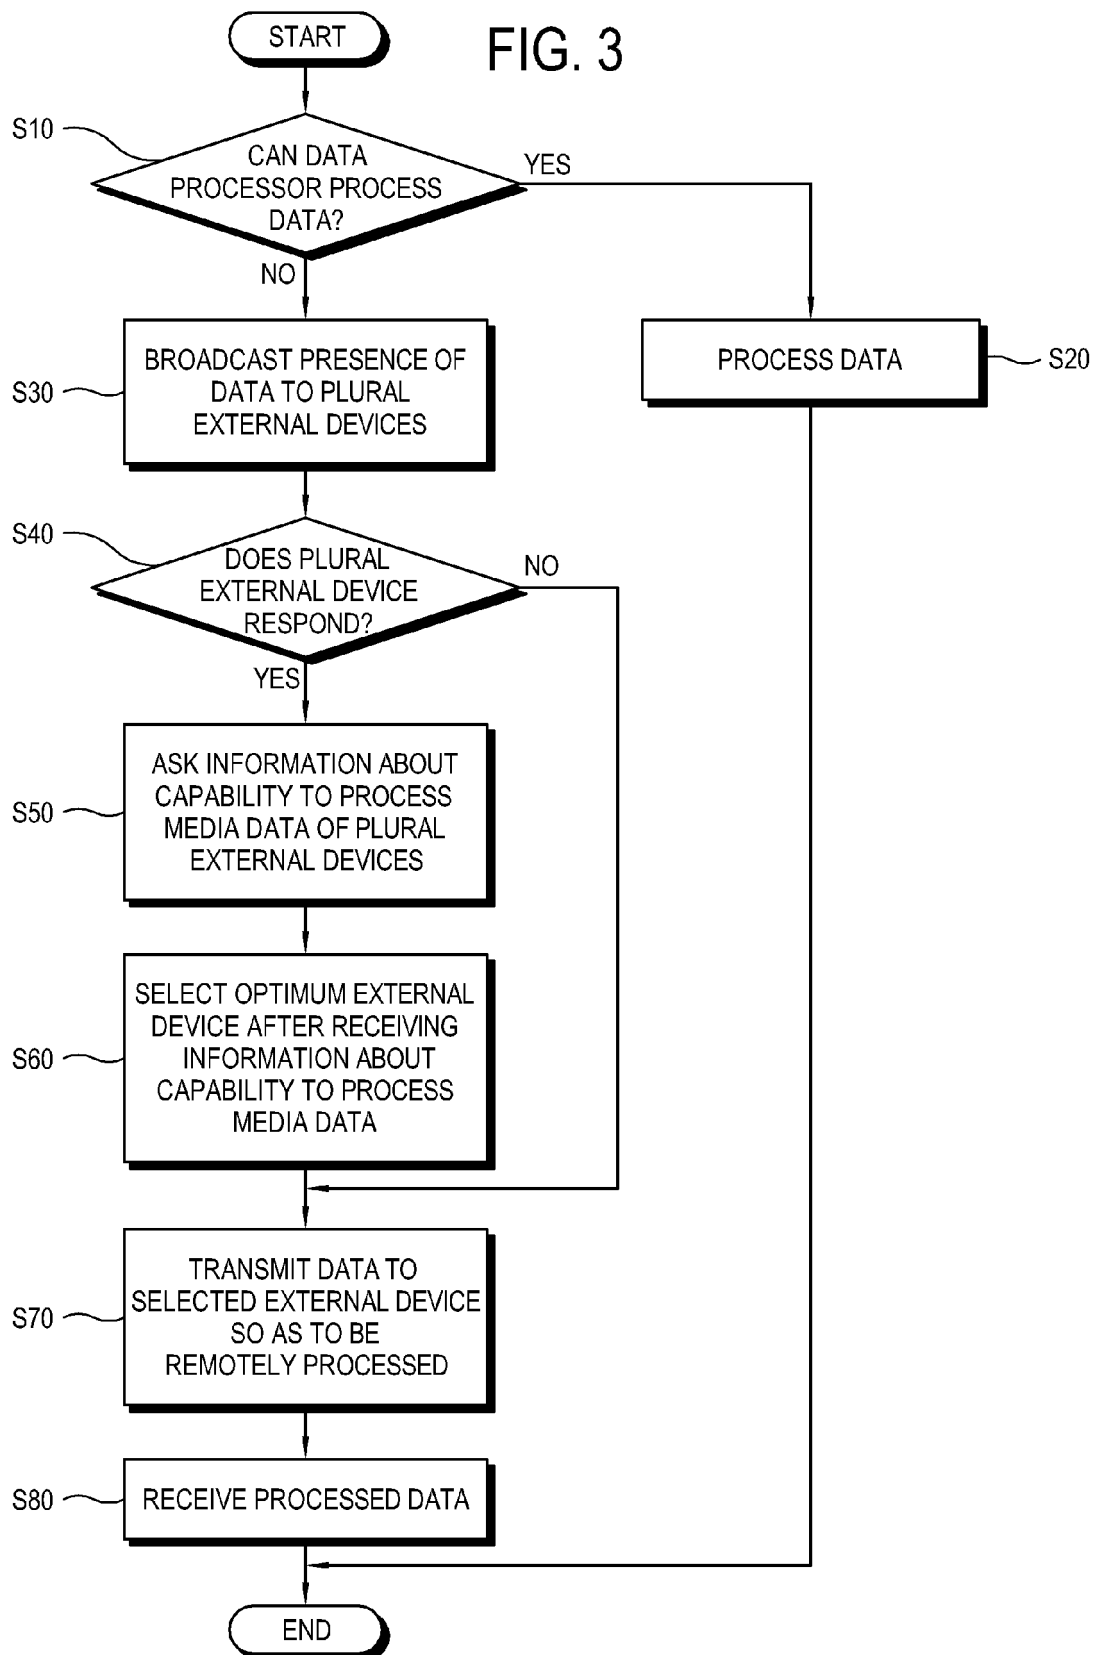 START
FIG. 3
S10
CAN DATA
PROCESSOR PROCESS
DATA?
YES
NO
S30
BROADCAST PRESENCE OF
DATA TO PLURAL
EXTERNAL DEVICES
PROCESS DATA
S20
S40
DOES PLURAL
EXTERNAL DEVICE
RESPOND?
NO
YES
S50
ASK INFORMATION ABOUT
CAPABILITY TO PROCESS
MEDIA DATA OF PLURAL
EXTERNAL DEVICES
S60
SELECT OPTIMUM EXTERNAL
DEVICE AFTER RECEIVING
INFORMATION ABOUT
CAPABILITY TO PROCESS
MEDIA DATA
S70
TRANSMIT DATA TO
SELECTED EXTERNAL DEVICE
SO AS TO BE
REMOTELY PROCESSED
S80
RECEIVE PROCESSED DATA
END